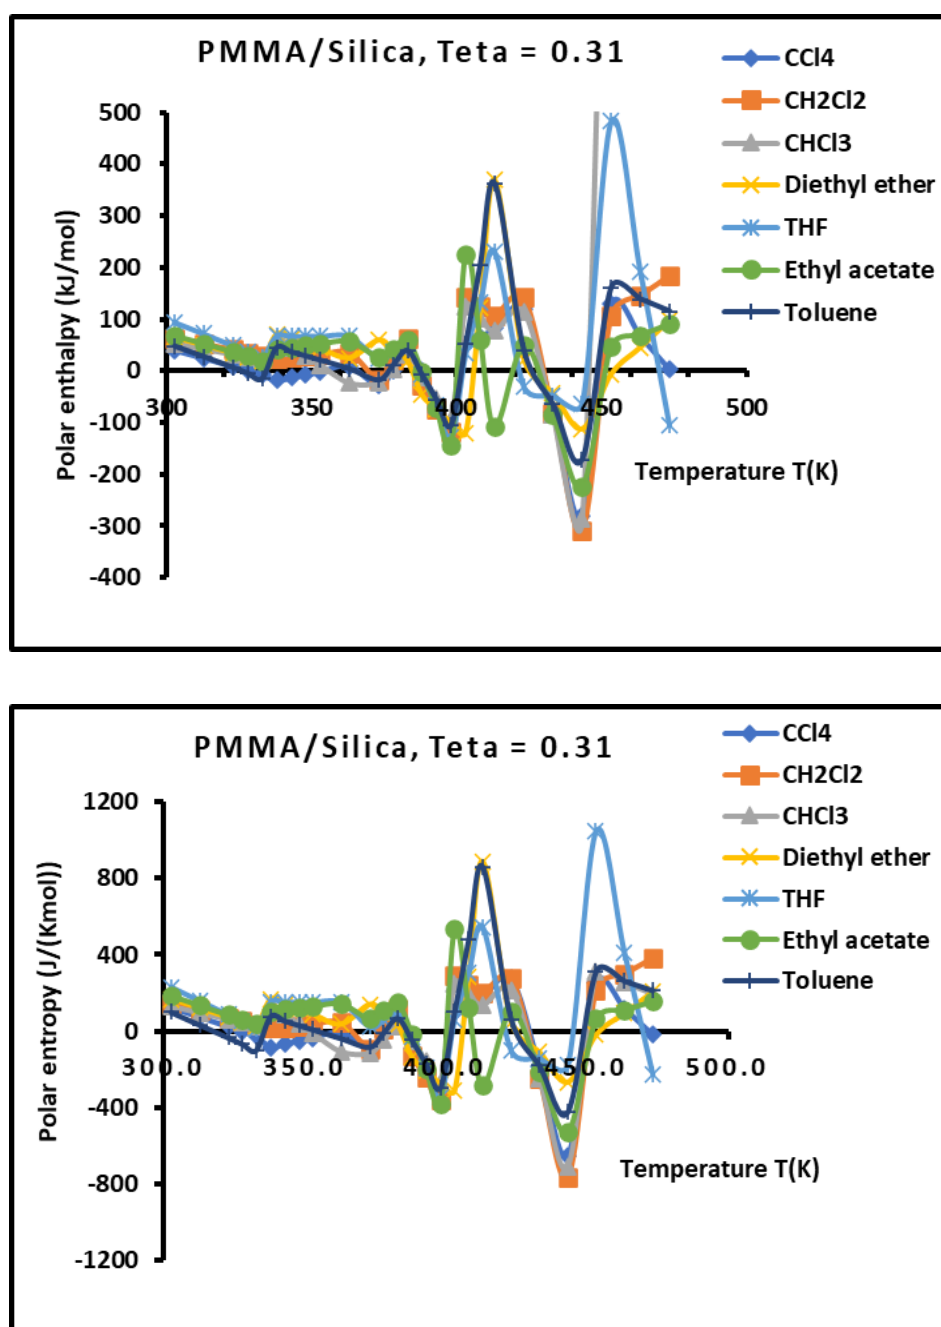 PMMA/Silica, Teta = 0.31
CCl4
CH2Cl2
CHCl3
Diethyl ether
THF
Ethyl acetate
Toluene
Polar enthalpy (kJ/mol)
500
400
300
200
100
0
-100
-200
-300
-400
300
350
400
450
500
Temperature T(K)
PMMA/Silica, Teta = 0.31
CCl4
CH2Cl2
CHCl3
Diethyl ether
THF
Ethyl acetate
Toluene
Polar entropy (J/(Kmol))
1200
800
400
0
-400
-800
-1200
300.0
350.0
400.0
450.0
500.0
Temperature T(K)